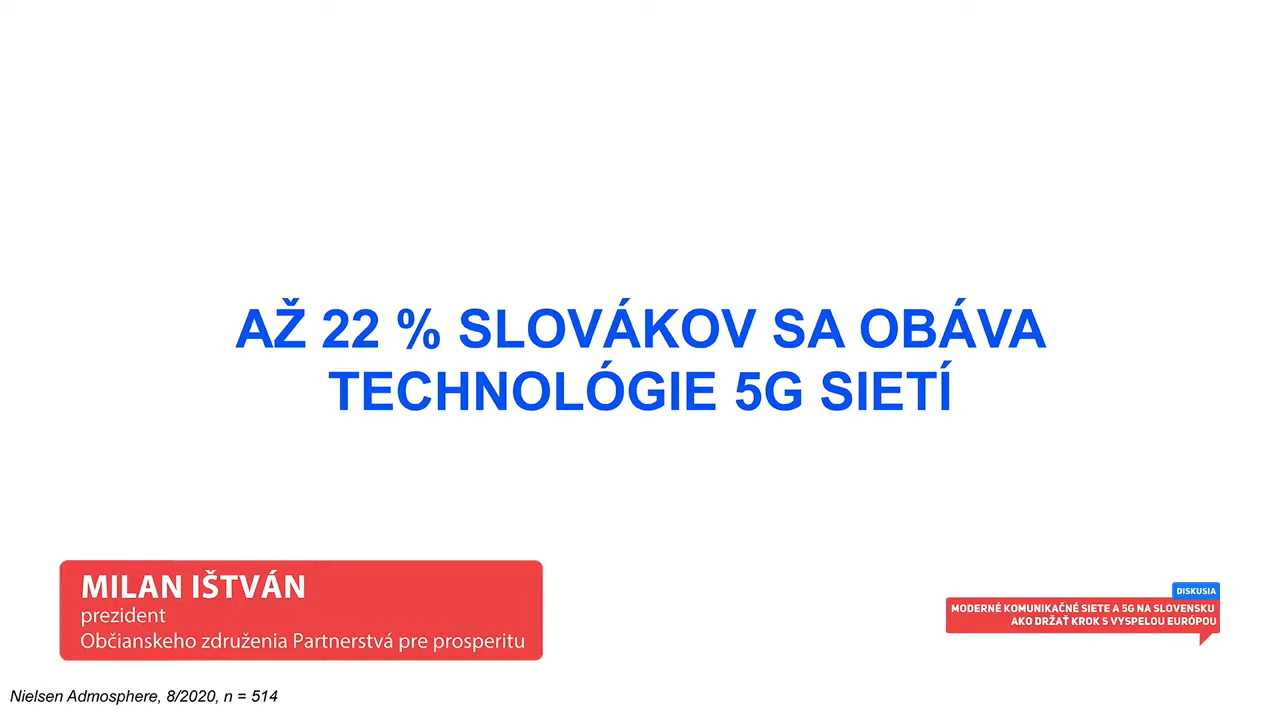 AŽ 22 % SLOVÁKOV SA OBÁVA
TECHNOLÓGIE 5G SIETÍ
MILAN IŠTVÁN
prezident
Občianskeho združenia Partnerstvá pre prosperitu
DISKUSIA
MODERNÉ KOMUNIKAČNÉ SIETE A 5G NA SLOVENSKU
AKO DRŽAŤ KROK S VYSPELOU EURÓPOU
Nielsen Admosphere, 8/2020, n = 514